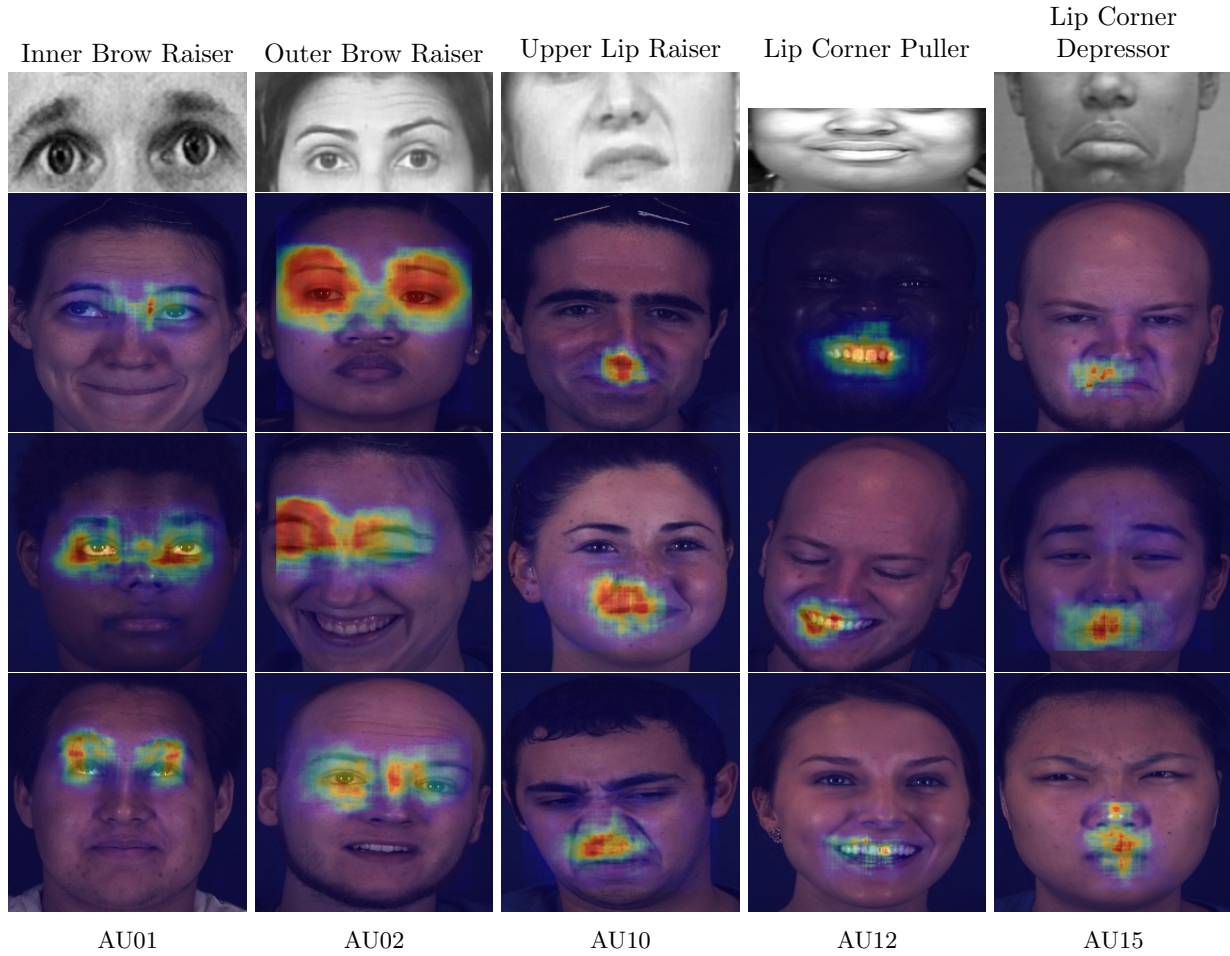 Inner Brow Raiser
Outer Brow Raiser
Upper Lip Raiser
Lip Corner Puller
Lip Corner
Depressor
AU01
AU02
AU10
AU12
AU15